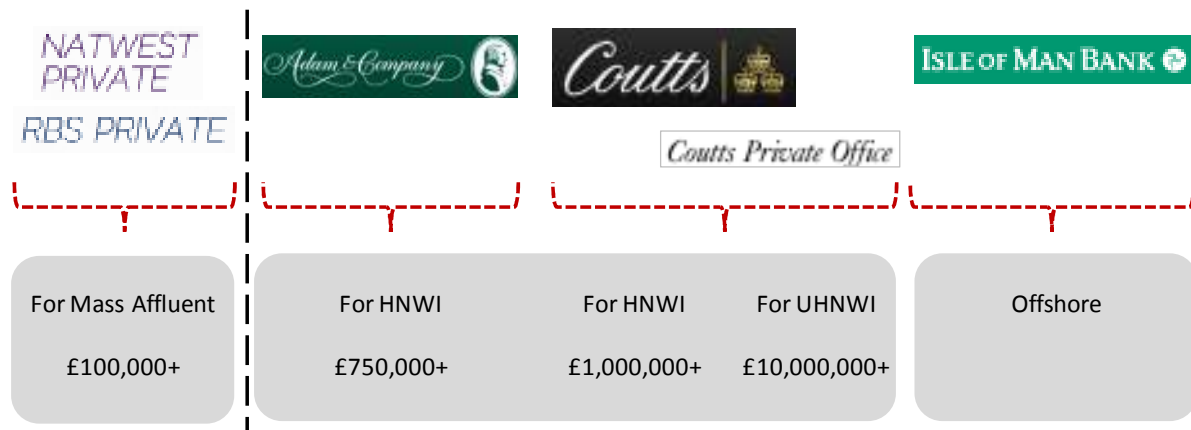 NATWEST
PRIVATE
RBS PRIVATE
Adam & Company
Coutts
Coutts Private Office
ISLE OF MAN BANK
For Mass Affluent
£100,000+
For HNWI
£750,000+
For HNWI
£1,000,000+
For UHNWI
£10,000,000+
Offshore